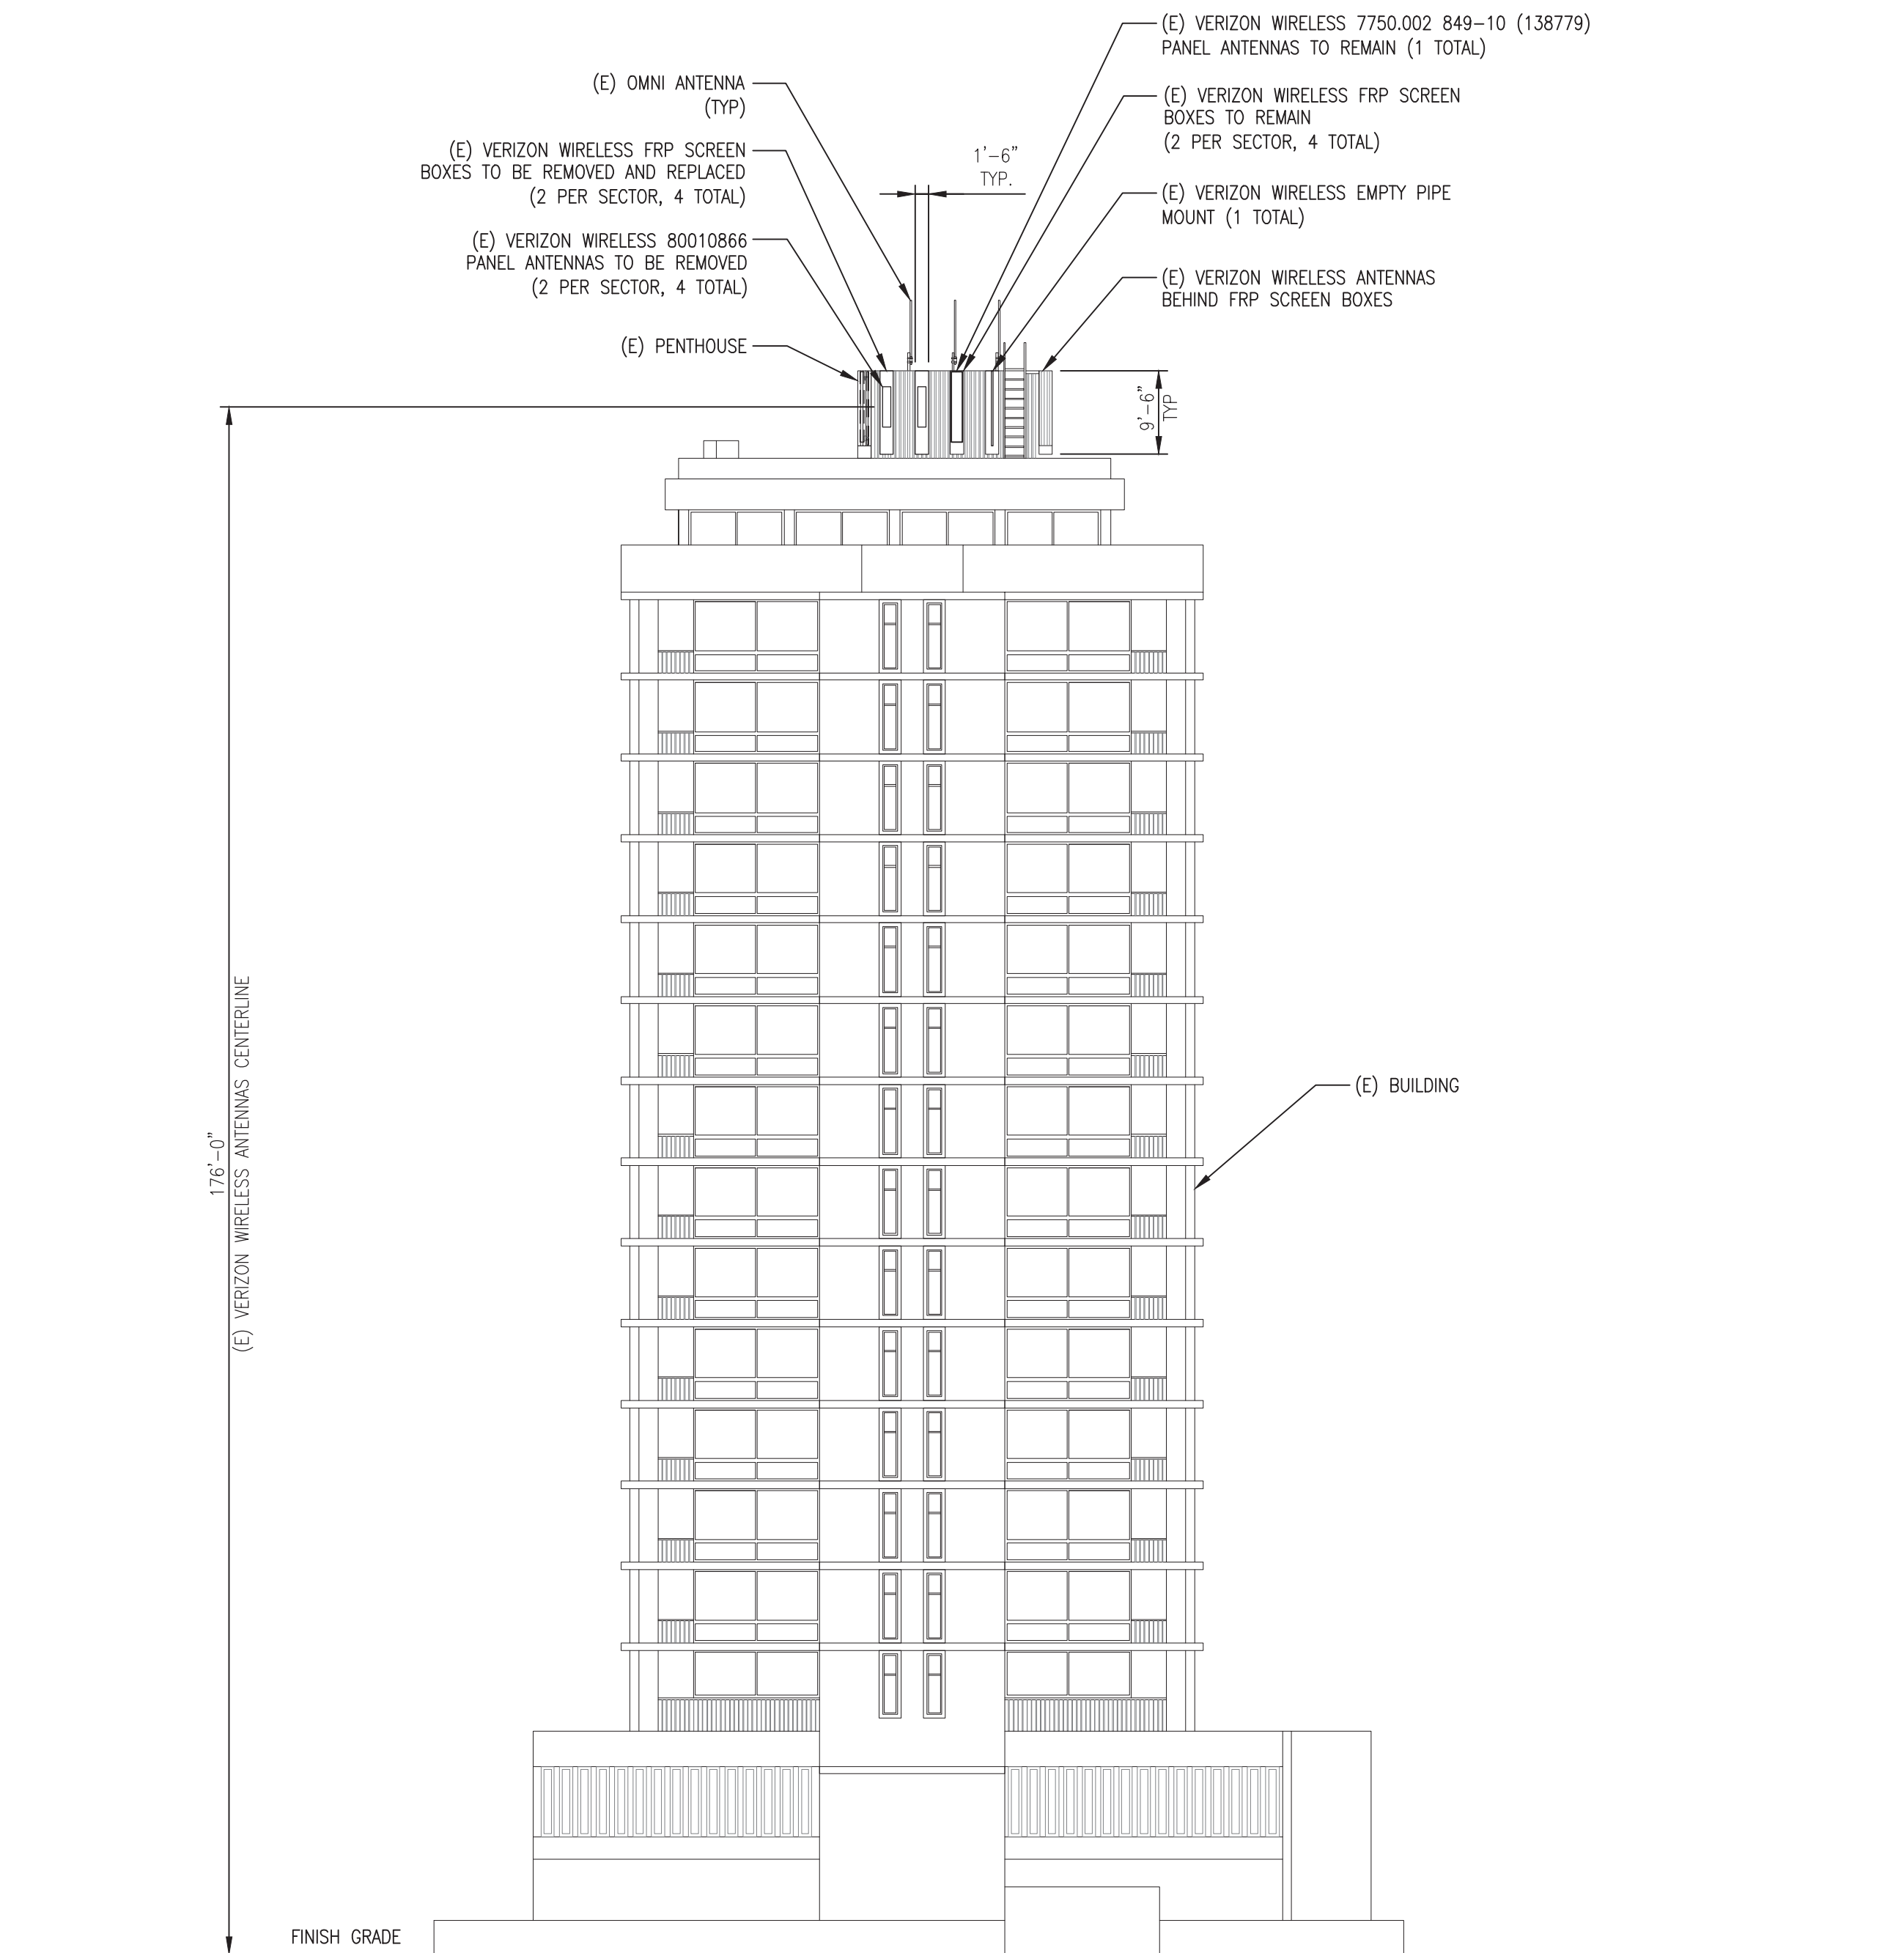 (E) VERIZON WIRELESS 7750.002 849-10 (138779)
PANEL ANTENNAS TO REMAIN (1 TOTAL)
(E) OMNI ANTENNA
(TYP)
(E) VERIZON WIRELESS FRP SCREEN
BOXES TO REMAIN
(2 PER SECTOR, 4 TOTAL)
(E) VERIZON WIRELESS FRP SCREEN
BOXES TO BE REMOVED AND REPLACED
(2 PER SECTOR, 4 TOTAL)
1'-6"
TYP.
(E) VERIZON WIRELESS EMPTY PIPE
MOUNT (1 TOTAL)
(E) VERIZON WIRELESS 80010866
PANEL ANTENNAS TO BE REMOVED
(2 PER SECTOR, 4 TOTAL)
(E) VERIZON WIRELESS ANTENNAS
BEHIND FRP SCREEN BOXES
(E) PENTHOUSE
9'-6"
TYP
176'-0"
(E) VERIZON WIRELESS ANTENNAS CENTERLINE
(E) BUILDING
FINISH GRADE